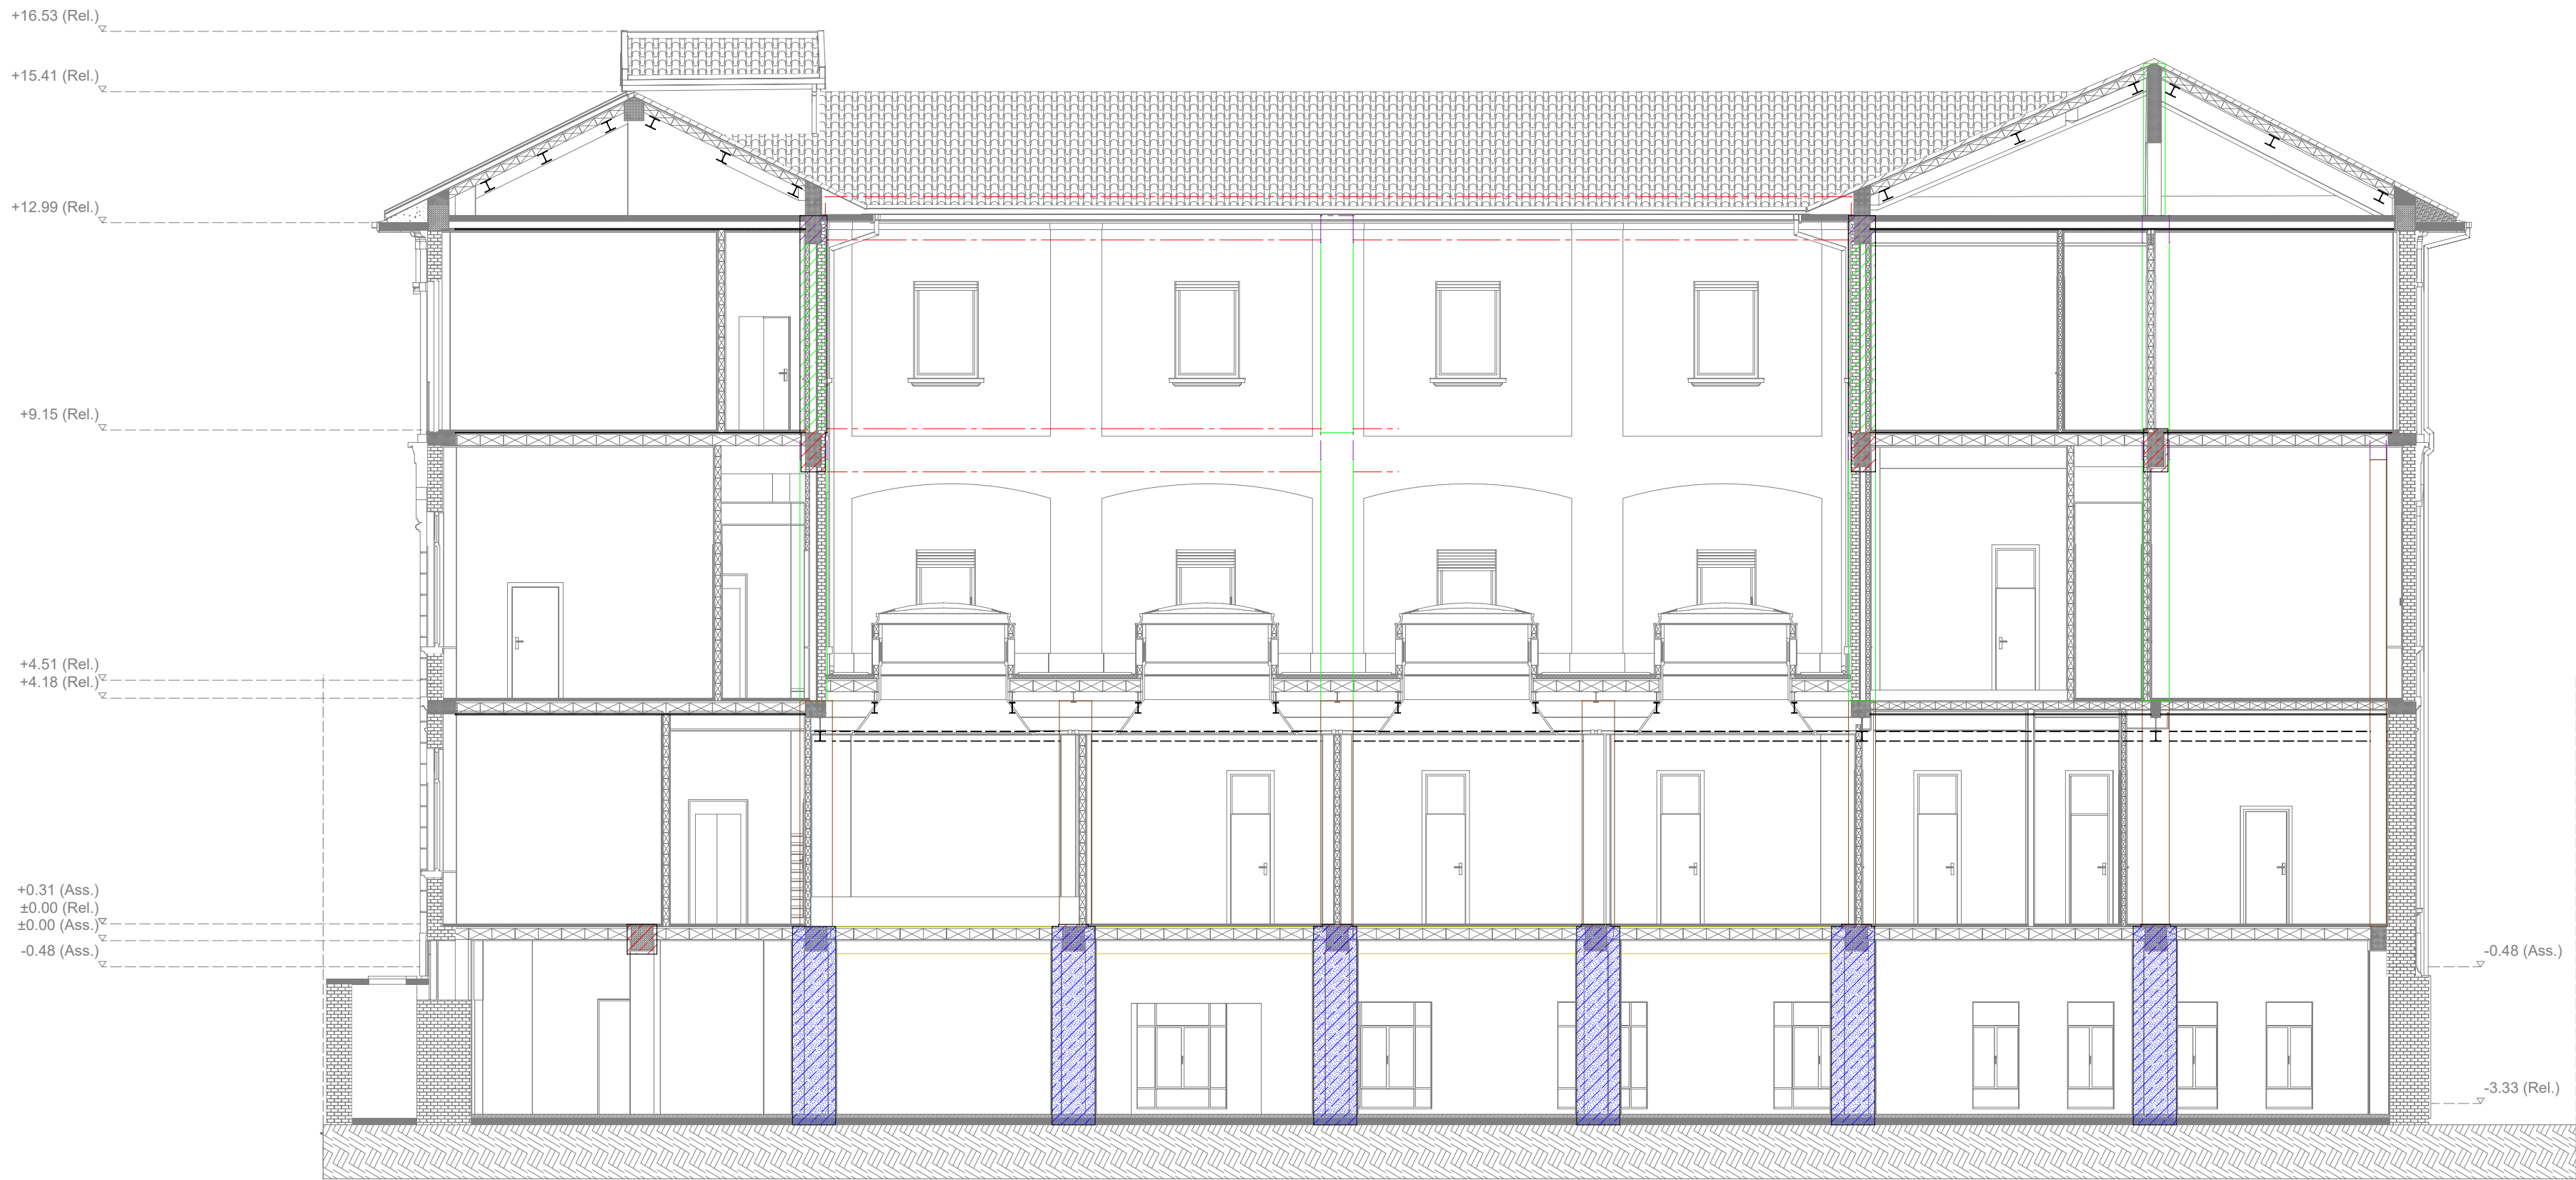 +16.53 (Rel.)
+15.41 (Rel.)
+12.99 (Rel.)
+9.15 (Rel.)
+4.51 (Rel.)
+4.18 (Rel.)
+0.31 (Ass.)
±0.00 (Rel.)
±0.00 (Ass.)
-0.48 (Ass.)
-0.48 (Ass.)
-3.33 (Rel.)